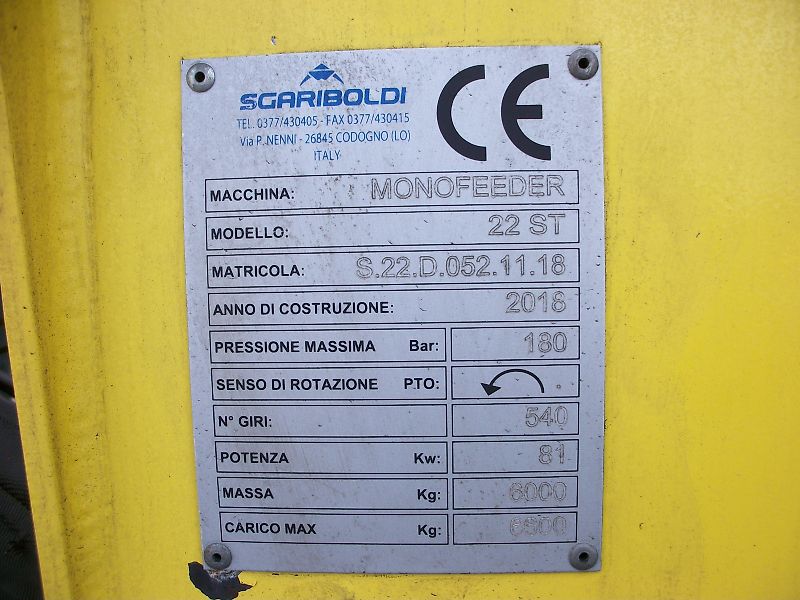 SGARIBOLDI
TEL. 0377/430405 - FAX 0377/430415
Via P. NENNI - 26845 CODOGNO (LO)
ITALY
CE
MACCHINA: MONOFEEDER
MODELLO: 22 ST
MATRICOLA: S.22.D.052.11.18
ANNO DI COSTRUZIONE: 2018
PRESSIONE MASSIMA Bar: 180
SENSO DI ROTAZIONE PTO:
N° GIRI: 540
POTENZA Kw: 81
MASSA Kg: 6000
CARICO MAX Kg: